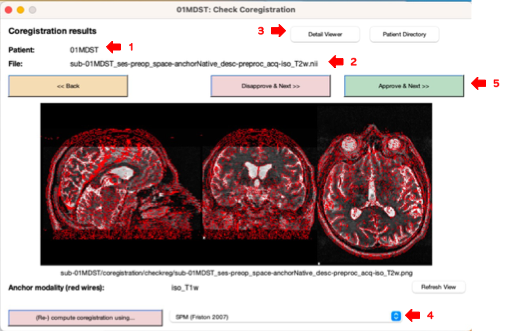 01MDST: Check Coregistration
Coregistration results
3
Detail Viewer
Patient Directory
Patient: 01MDST
1
File: sub-01MDST_ses-preop_space-anchorNative_desc-preproc_acq-iso_T2w.nii
2
<< Back
Disapprove & Next >>
Approve & Next >>
5
sub-01MDST/coregistration/checkreg/sub-01MDST_ses-preop_space-anchorNative_desc-preproc_acq-iso_T2w.png
Anchor modality (red wires): iso_T1w
Refresh View
(Re-) compute coregistration using...
SPM (Friston 2007)
4